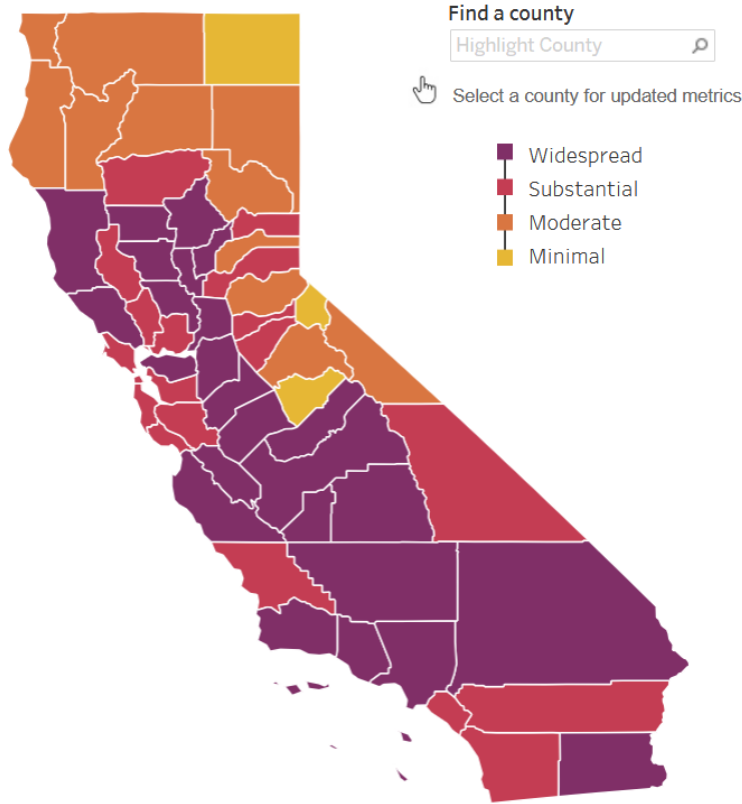 Find a county
Highlight County
Select a county for updated metrics
Widespread
Substantial
Moderate
Minimal